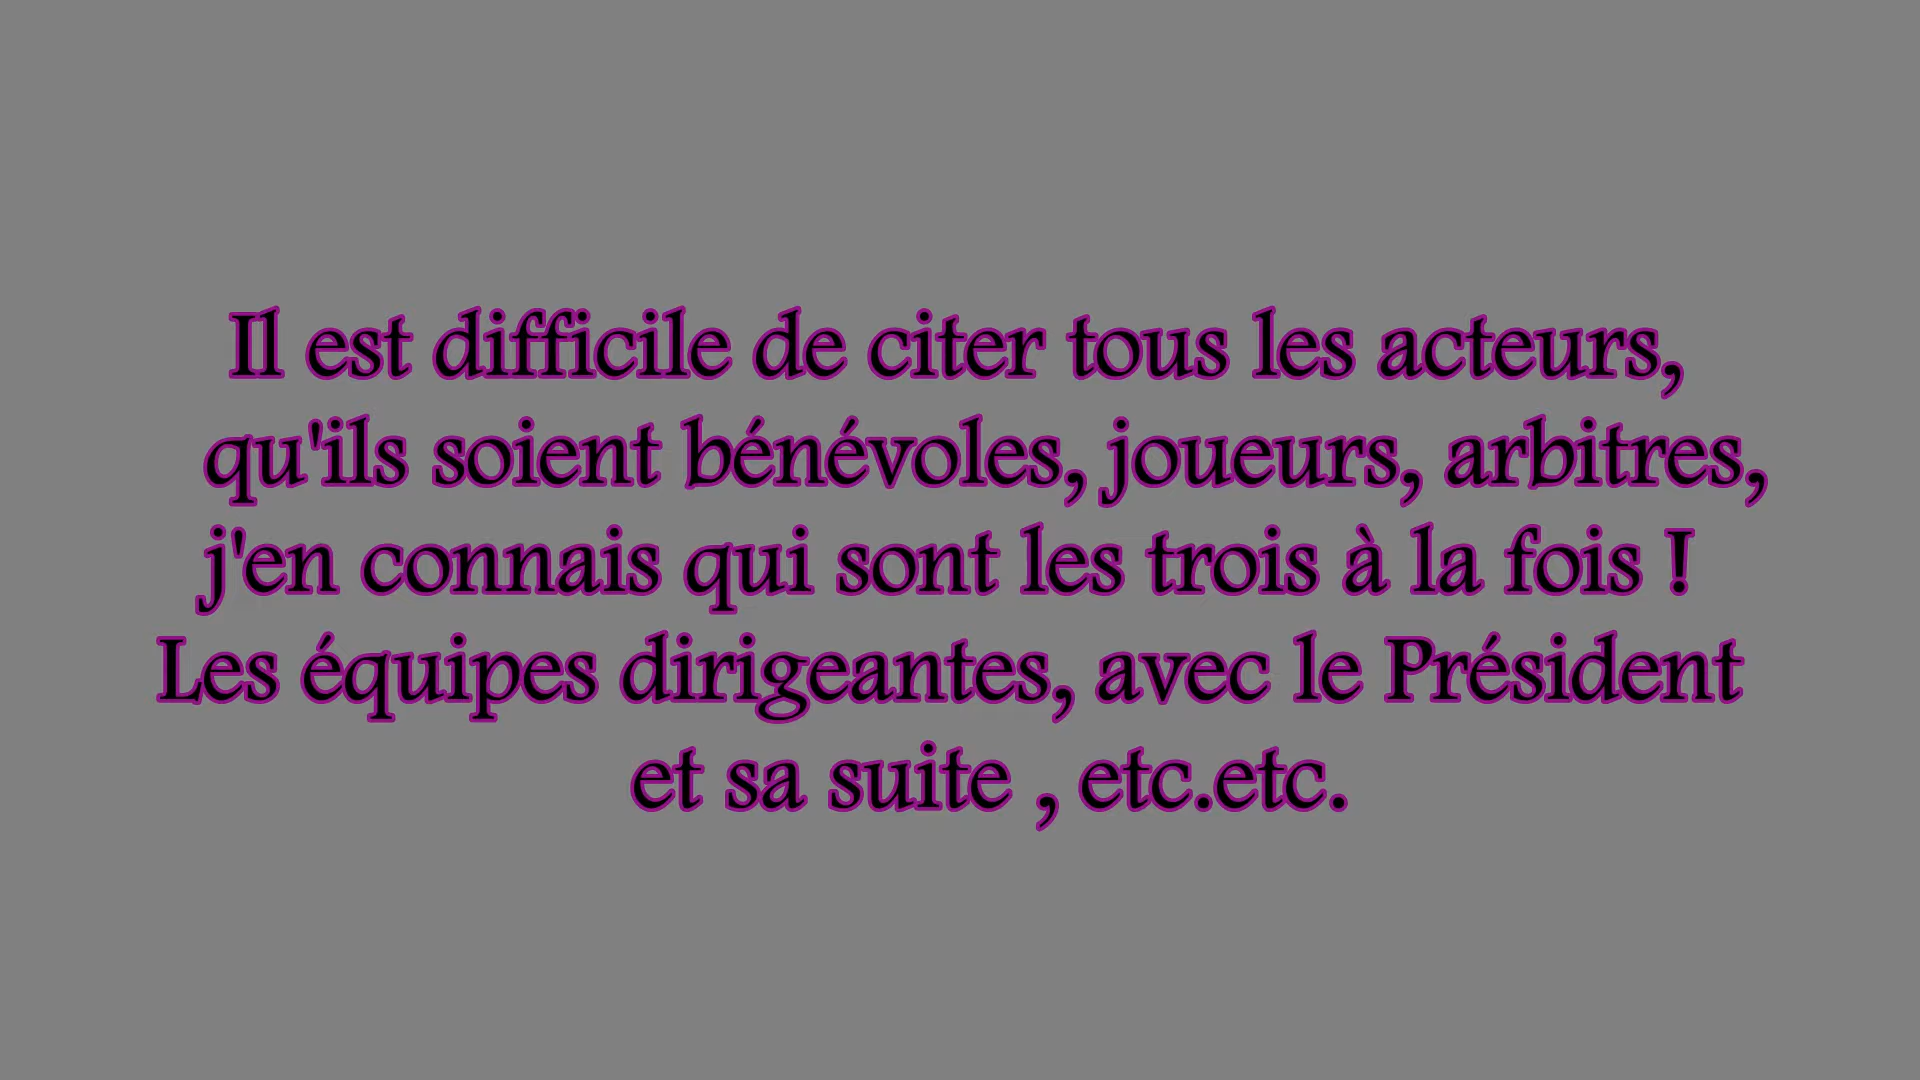 Il est difficile de citer tous les acteurs,
qu'ils soient bénévoles, joueurs, arbitres,
j'en connais qui sont les trois à la fois !
Les équipes dirigeantes, avec le Président
et sa suite , etc.etc.